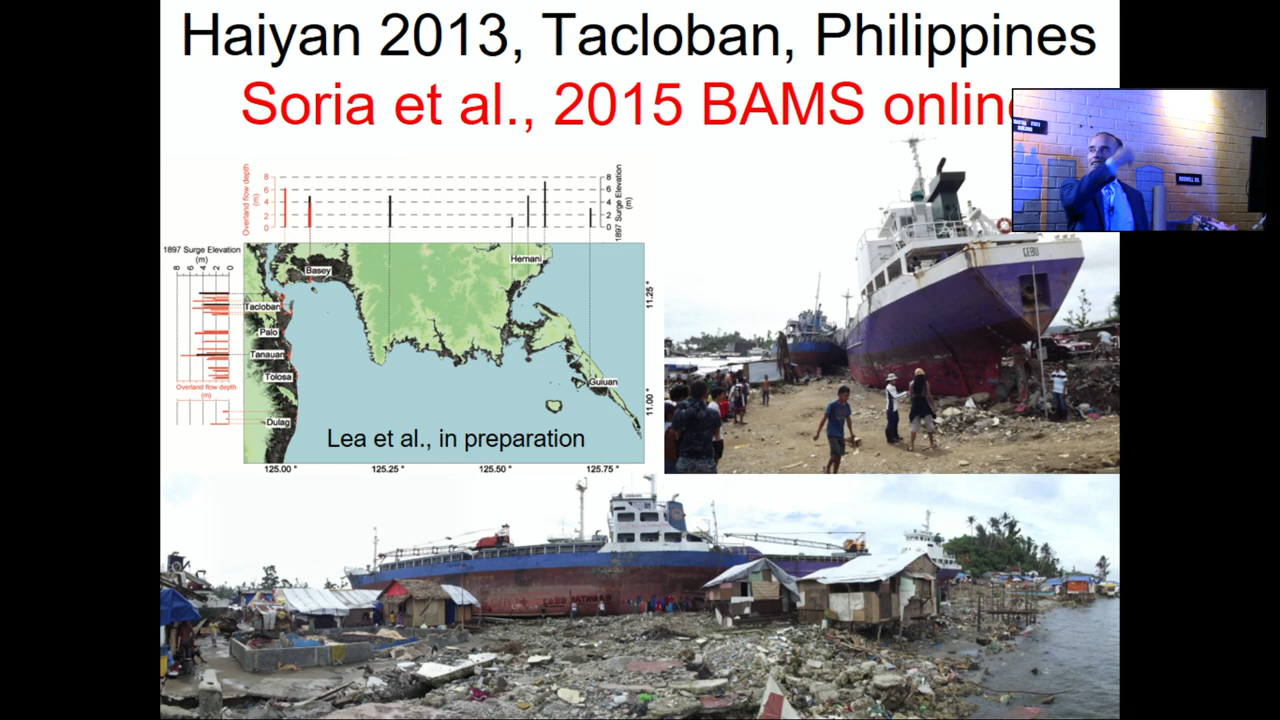 Haiyan 2013, Tacloban, Philippines
Soria et al., 2015 BAMS online
Overland flow depth
(m)
8
6
4
2
0
8
6
4
2
0
1897 Surge Elevation
(m)
1897 Surge Elevation
(m)
8 6 4 2 0
Basey
Hernani
Tacloban
Palo
Tanauan
Tolosa
Dulag
Guiuan
Overland flow depth
(m)
11.25 °
11.00 °
Lea et al., in preparation
125.00 ° 125.25 ° 125.50 ° 125.75 °
CEBU
ROSWELL RD.